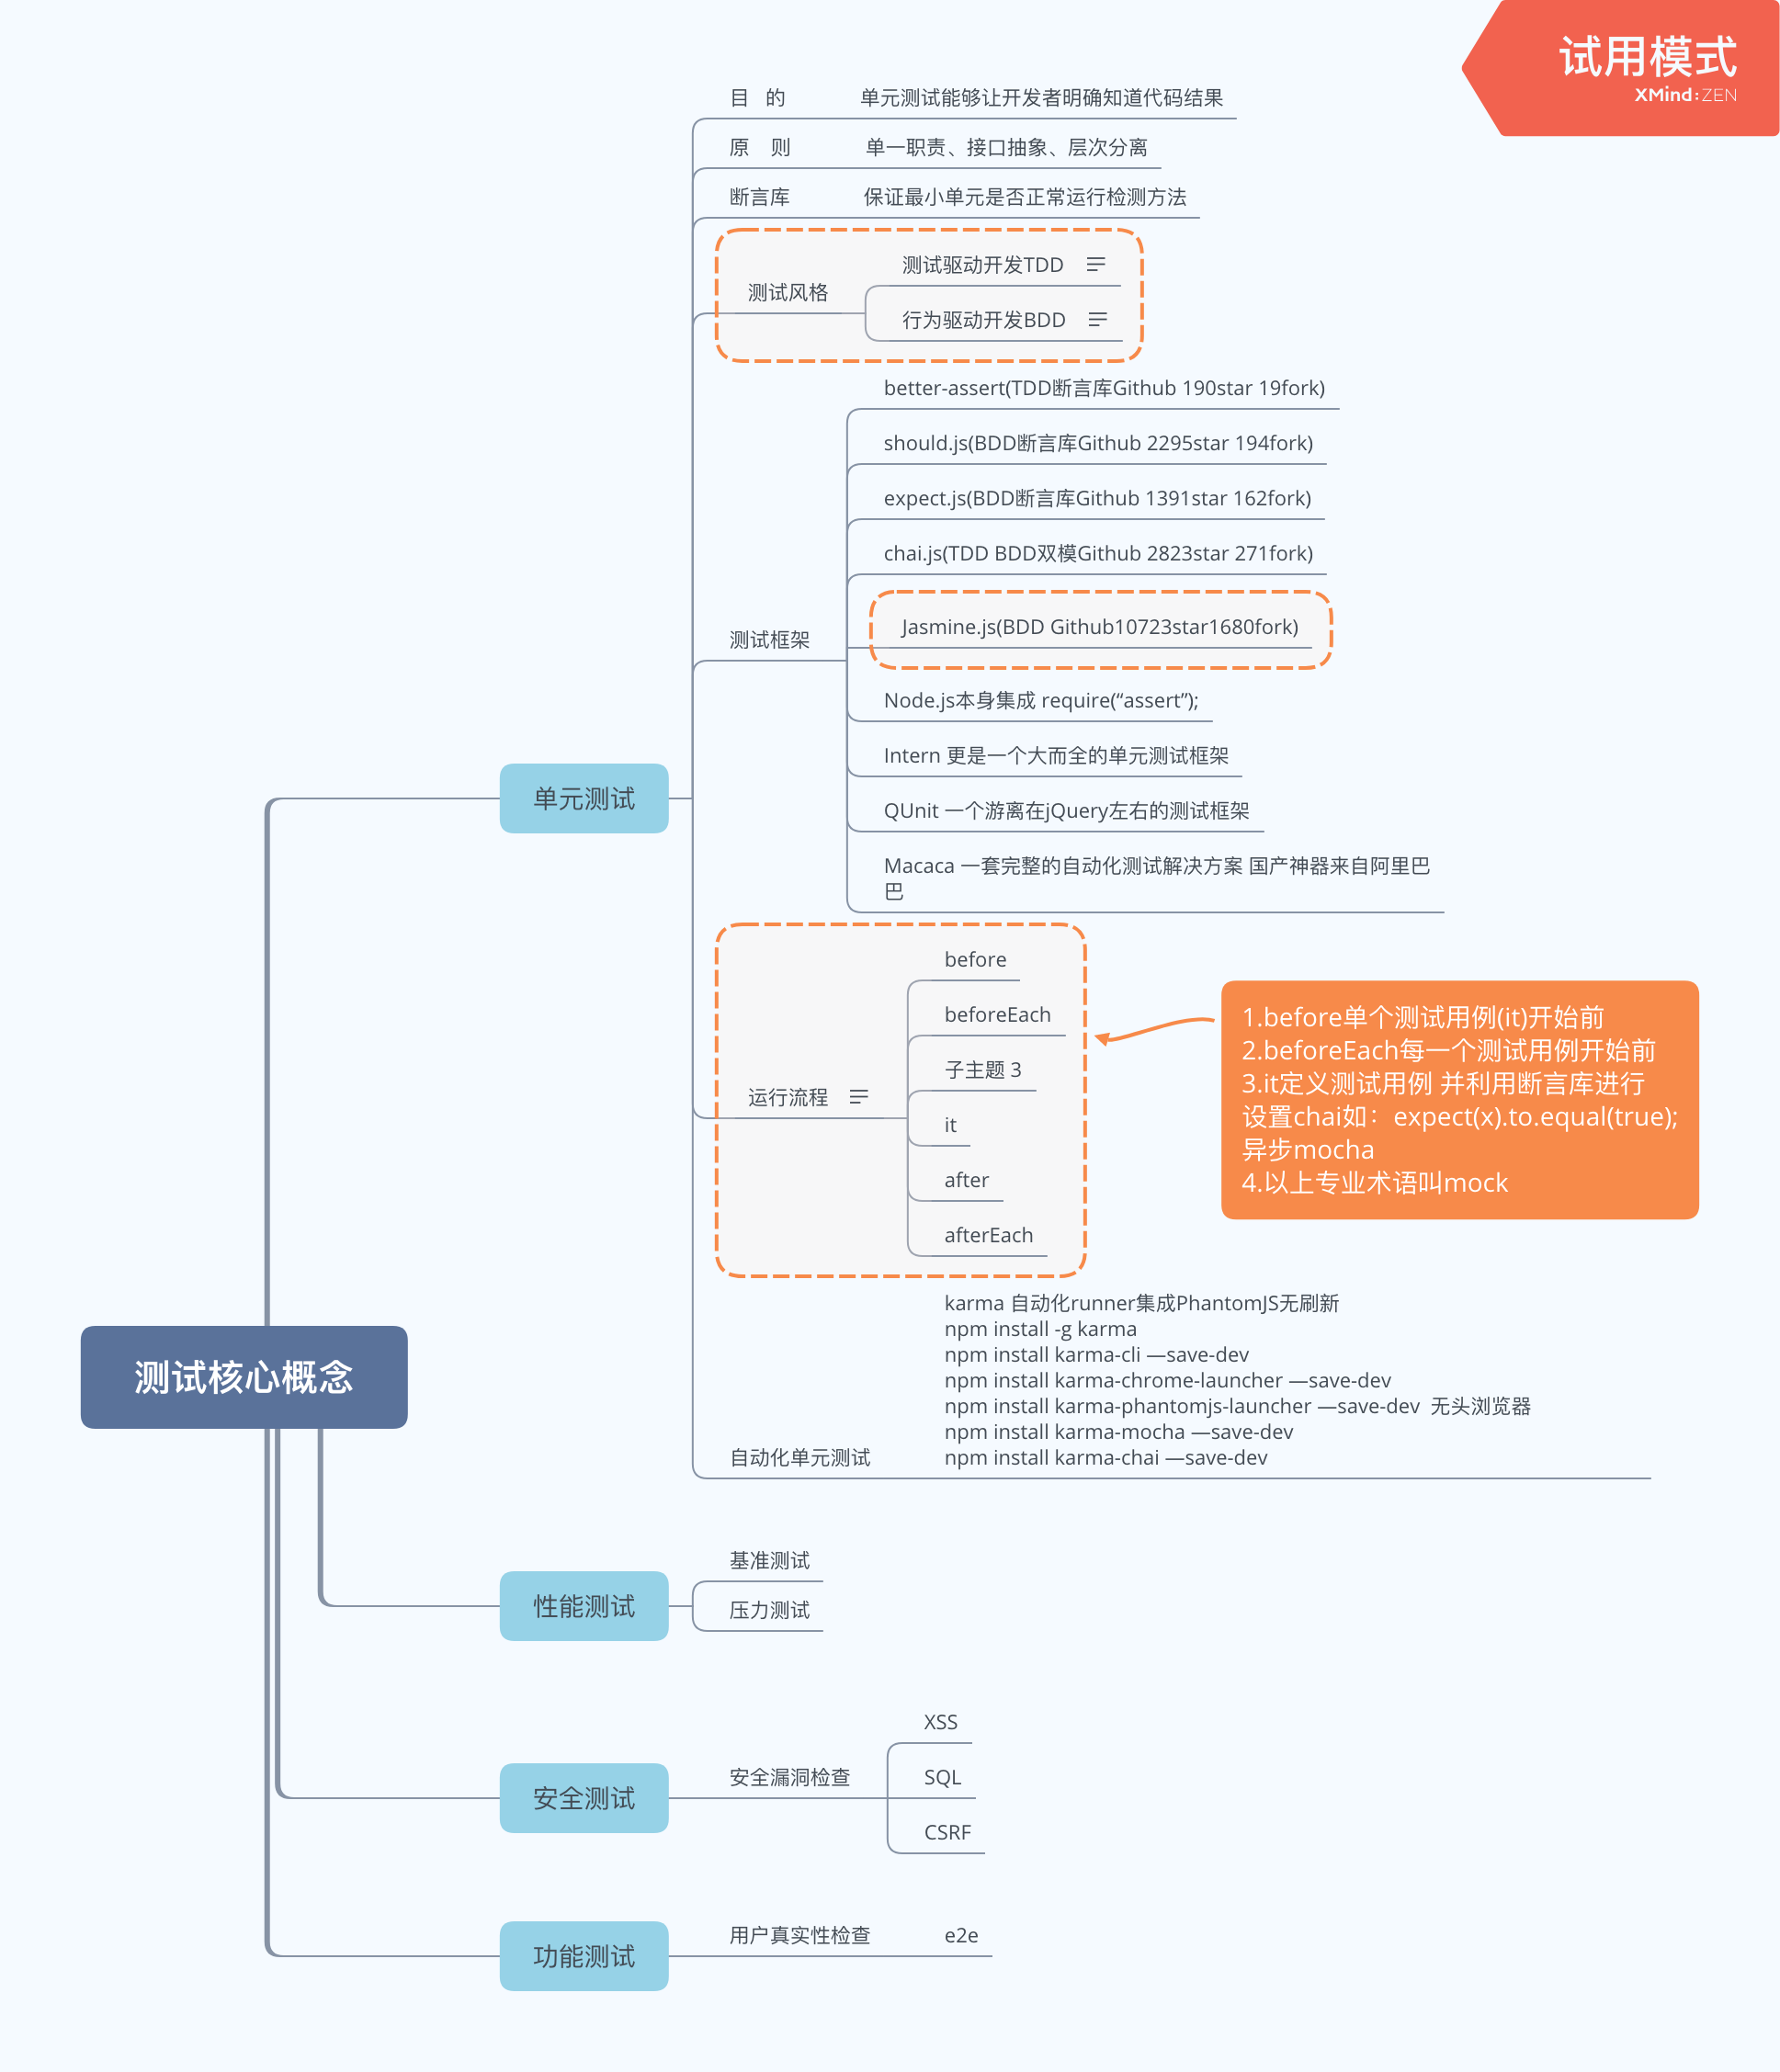 试用模式
XMind:ZEN
目 的
单元测试能够让开发者明确知道代码结果
原 则
单一职责、接口抽象、层次分离
断言库
保证最小单元是否正常运行检测方法
测试风格
测试驱动开发TDD
行为驱动开发BDD
测试框架
better-assert(TDD断言库Github 190star 19fork)
should.js(BDD断言库Github 2295star 194fork)
expect.js(BDD断言库Github 1391star 162fork)
chai.js(TDD BDD双模Github 2823star 271fork)
Jasmine.js(BDD Github10723star1680fork)
Node.js本身集成 require(“assert”);
Intern 更是一个大而全的单元测试框架
QUnit 一个游离在jQuery左右的测试框架
Macaca 一套完整的自动化测试解决方案 国产神器来自阿里巴
巴
单元测试
运行流程
before
beforeEach
子主题 3
it
after
afterEach
1.before单个测试用例(it)开始前
2.beforeEach每一个测试用例开始前
3.it定义测试用例 并利用断言库进行
设置chai如：expect(x).to.equal(true);
异步mocha
4.以上专业术语叫mock
自动化单元测试
karma 自动化runner集成PhantomJS无刷新
npm install -g karma
npm install karma-cli —save-dev
npm install karma-chrome-launcher —save-dev
npm install karma-phantomjs-launcher —save-dev 无头浏览器
npm install karma-mocha —save-dev
npm install karma-chai —save-dev
测试核心概念
性能测试
基准测试
压力测试
安全测试
安全漏洞检查
XSS
SQL
CSRF
功能测试
用户真实性检查
e2e